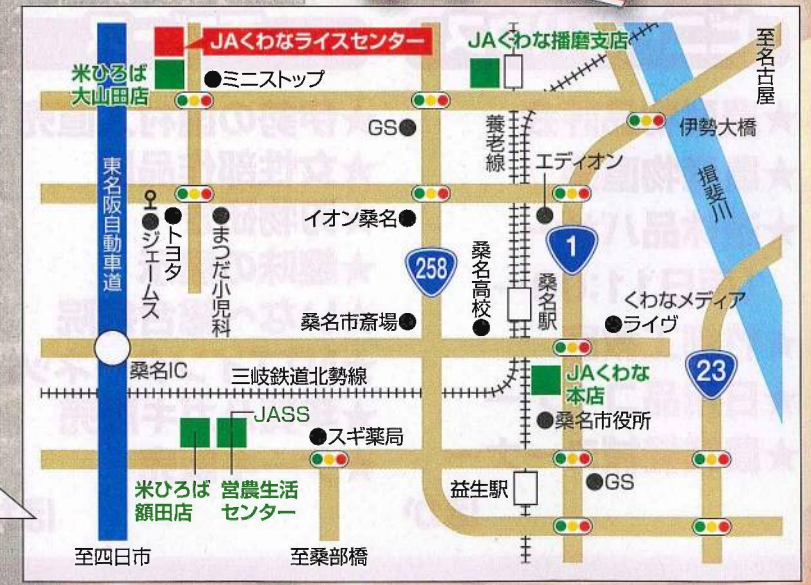 JAくわなライスセンター
JAくわな播磨支店
至名古屋
米ひろば
大山田店
ミニストップ
GS
養老線
伊勢大橋
エディオン
揖斐川
東名阪自動車道
ジェームス
トヨタ
まつだ小児科
イオン桑名
258
1
桑名高校
桑名駅
くわなメディア
ライヴ
桑名市斎場
桑名IC
三岐鉄道北勢線
23
JAくわな
本店
JASS
スギ薬局
桑名市役所
米ひろば
額田店
営農生活
センター
益生駅
GS
至四日市
至桑部橋